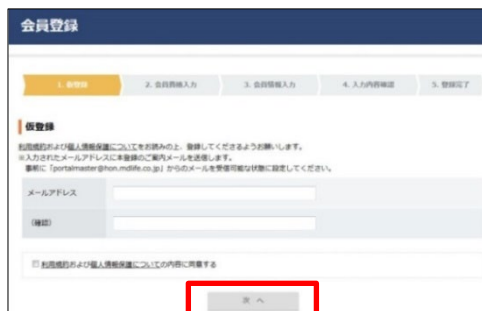 会員登録
1. 仮登録
2. 会員資格入力
3. 会員情報入力
4. 入力内容確認
5. 登録完了
仮登録
利用規約および個人情報保護についてをお読みの上、登録してくださるようお願いします。
※入力されたメールアドレスに本登録のご案内メールを送信します。
事前に「portalmaster@hon.mdlife.co.jp」からのメールを受信可能な状態に設定してください。
メールアドレス
(確認)
利用規約および個人情報保護についての内容に同意する
次 へ